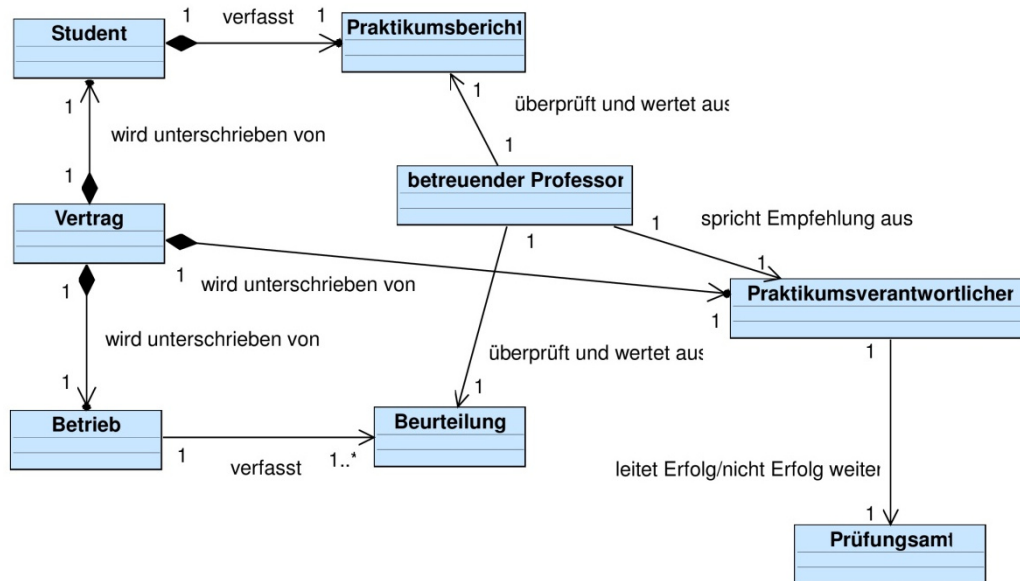 1 verfasst 1
Student
Praktikumsbericht
1
1
überprüft und wertet aus
wird unterschrieben von
1
1
betreuender Professor
Vertrag
1
1
spricht Empfehlung aus
1
1
wird unterschrieben von
1
Praktikumsverantwortlicher
1
1
wird unterschrieben von
1
überprüft und wertet aus
1
1
Betrieb
Beurteilung
1
verfasst
1..*
leitet Erfolg/nicht Erfolg weiter
1
Prüfungsamt